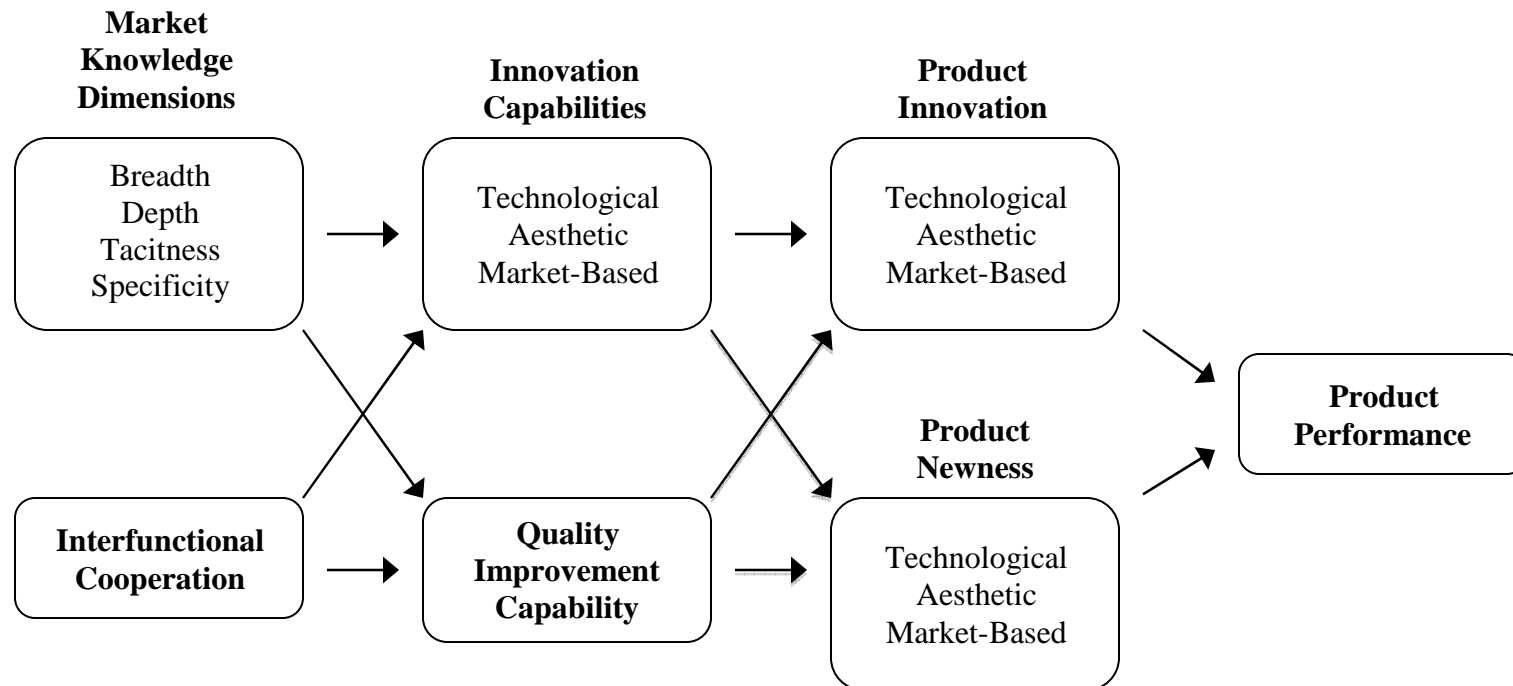 Market
Knowledge
Dimensions
Breadth
Depth
Tacitness
Specificity
Interfunctional
Cooperation
Innovation
Capabilities
Technological
Aesthetic
Market-Based
Quality
Improvement
Capability
Product
Innovation
Technological
Aesthetic
Market-Based
Product
Newness
Technological
Aesthetic
Market-Based
Product
Performance